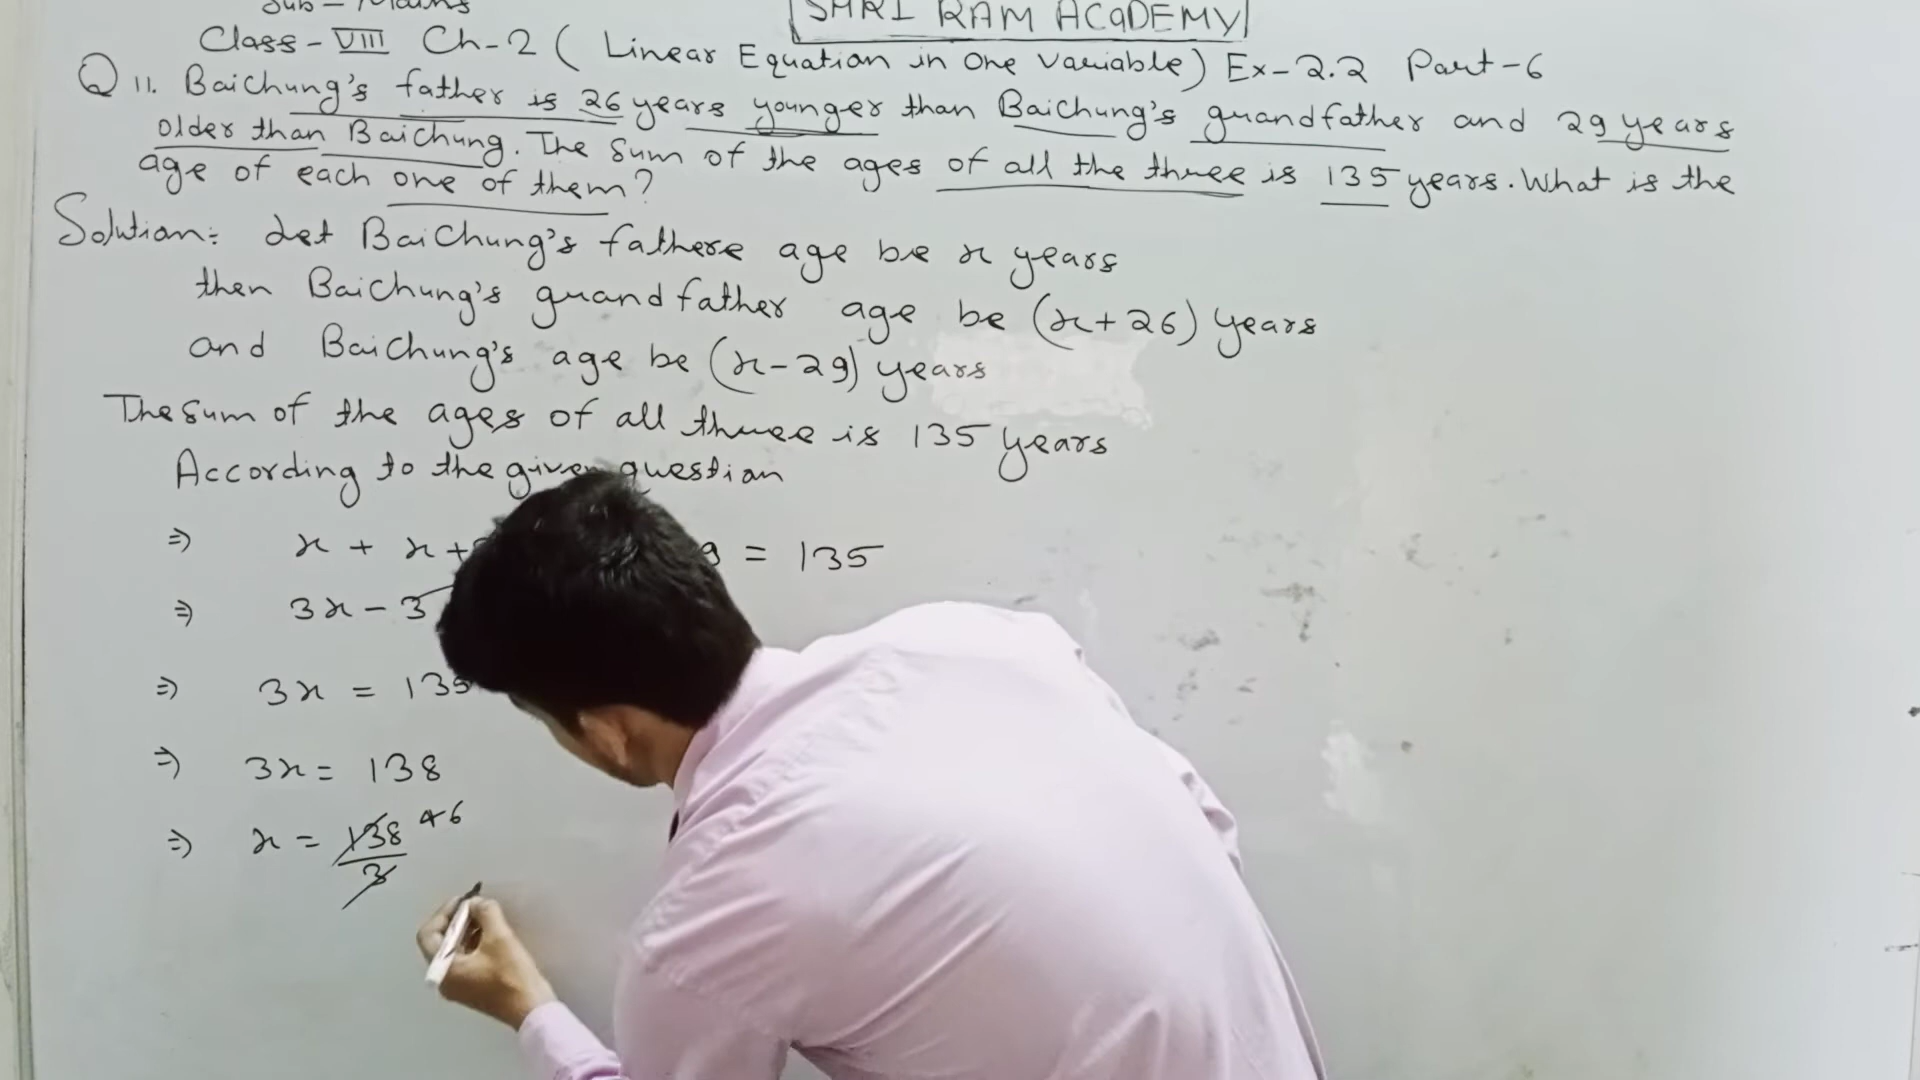 Sub - Maths
SHRI RAM ACADEMY
Class - VIII Ch-2 ( Linear Equation in One Variable) Ex-2.2 Part-6
Q 11. Baichung's father is 26 years younger than Baichung's grandfather and 29 years
older than Baichung. The Sum of the ages of all the three is 135 years. What is the
age of each one of them?
Solution: Let Baichung's fathere age be x years
then Baichung's grandfather age be (x+26) years
and Baichung's age be (x-29) years
The sum of the ages of all three is 135 years
According to the given question
⇒ x + x+ 9 = 135
⇒ 3x - 3
⇒ 3x = 135
⇒ 3x = 138
⇒ x = 138/3 46